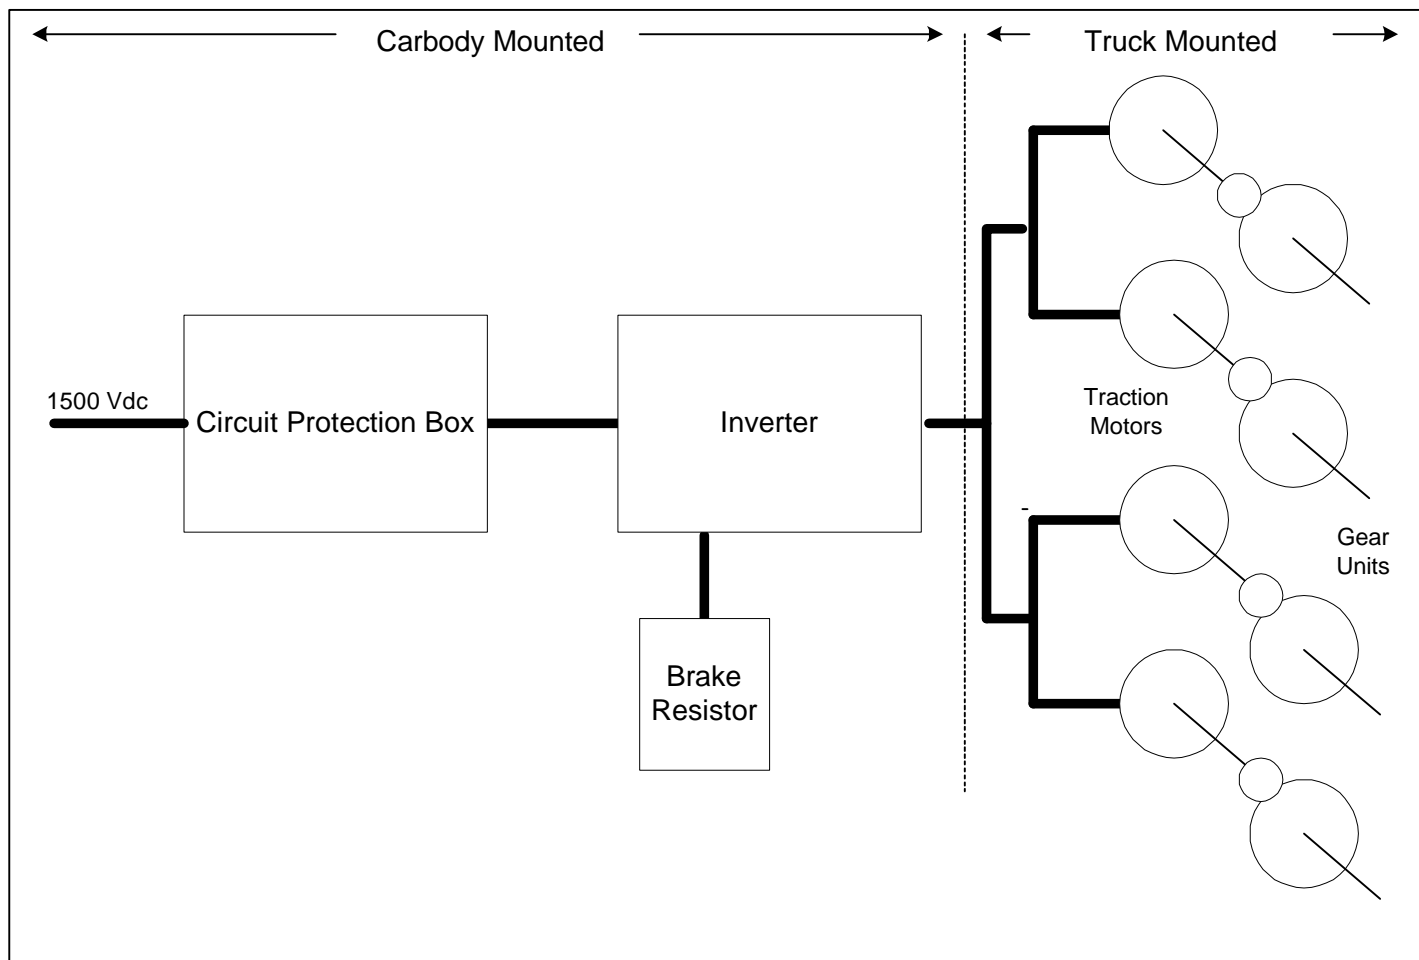 Carbody Mounted
Truck Mounted
1500 Vdc
Circuit Protection Box
Inverter
Traction
Motors
-
Gear
Units
Brake
Resistor